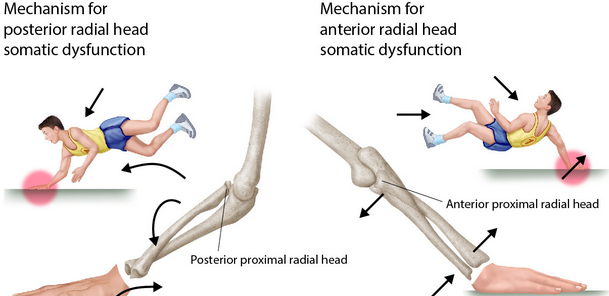 Mechanism for
posterior radial head
somatic dysfunction
Mechanism for
anterior radial head
somatic dysfunction
Anterior proximal radial head
Posterior proximal radial head